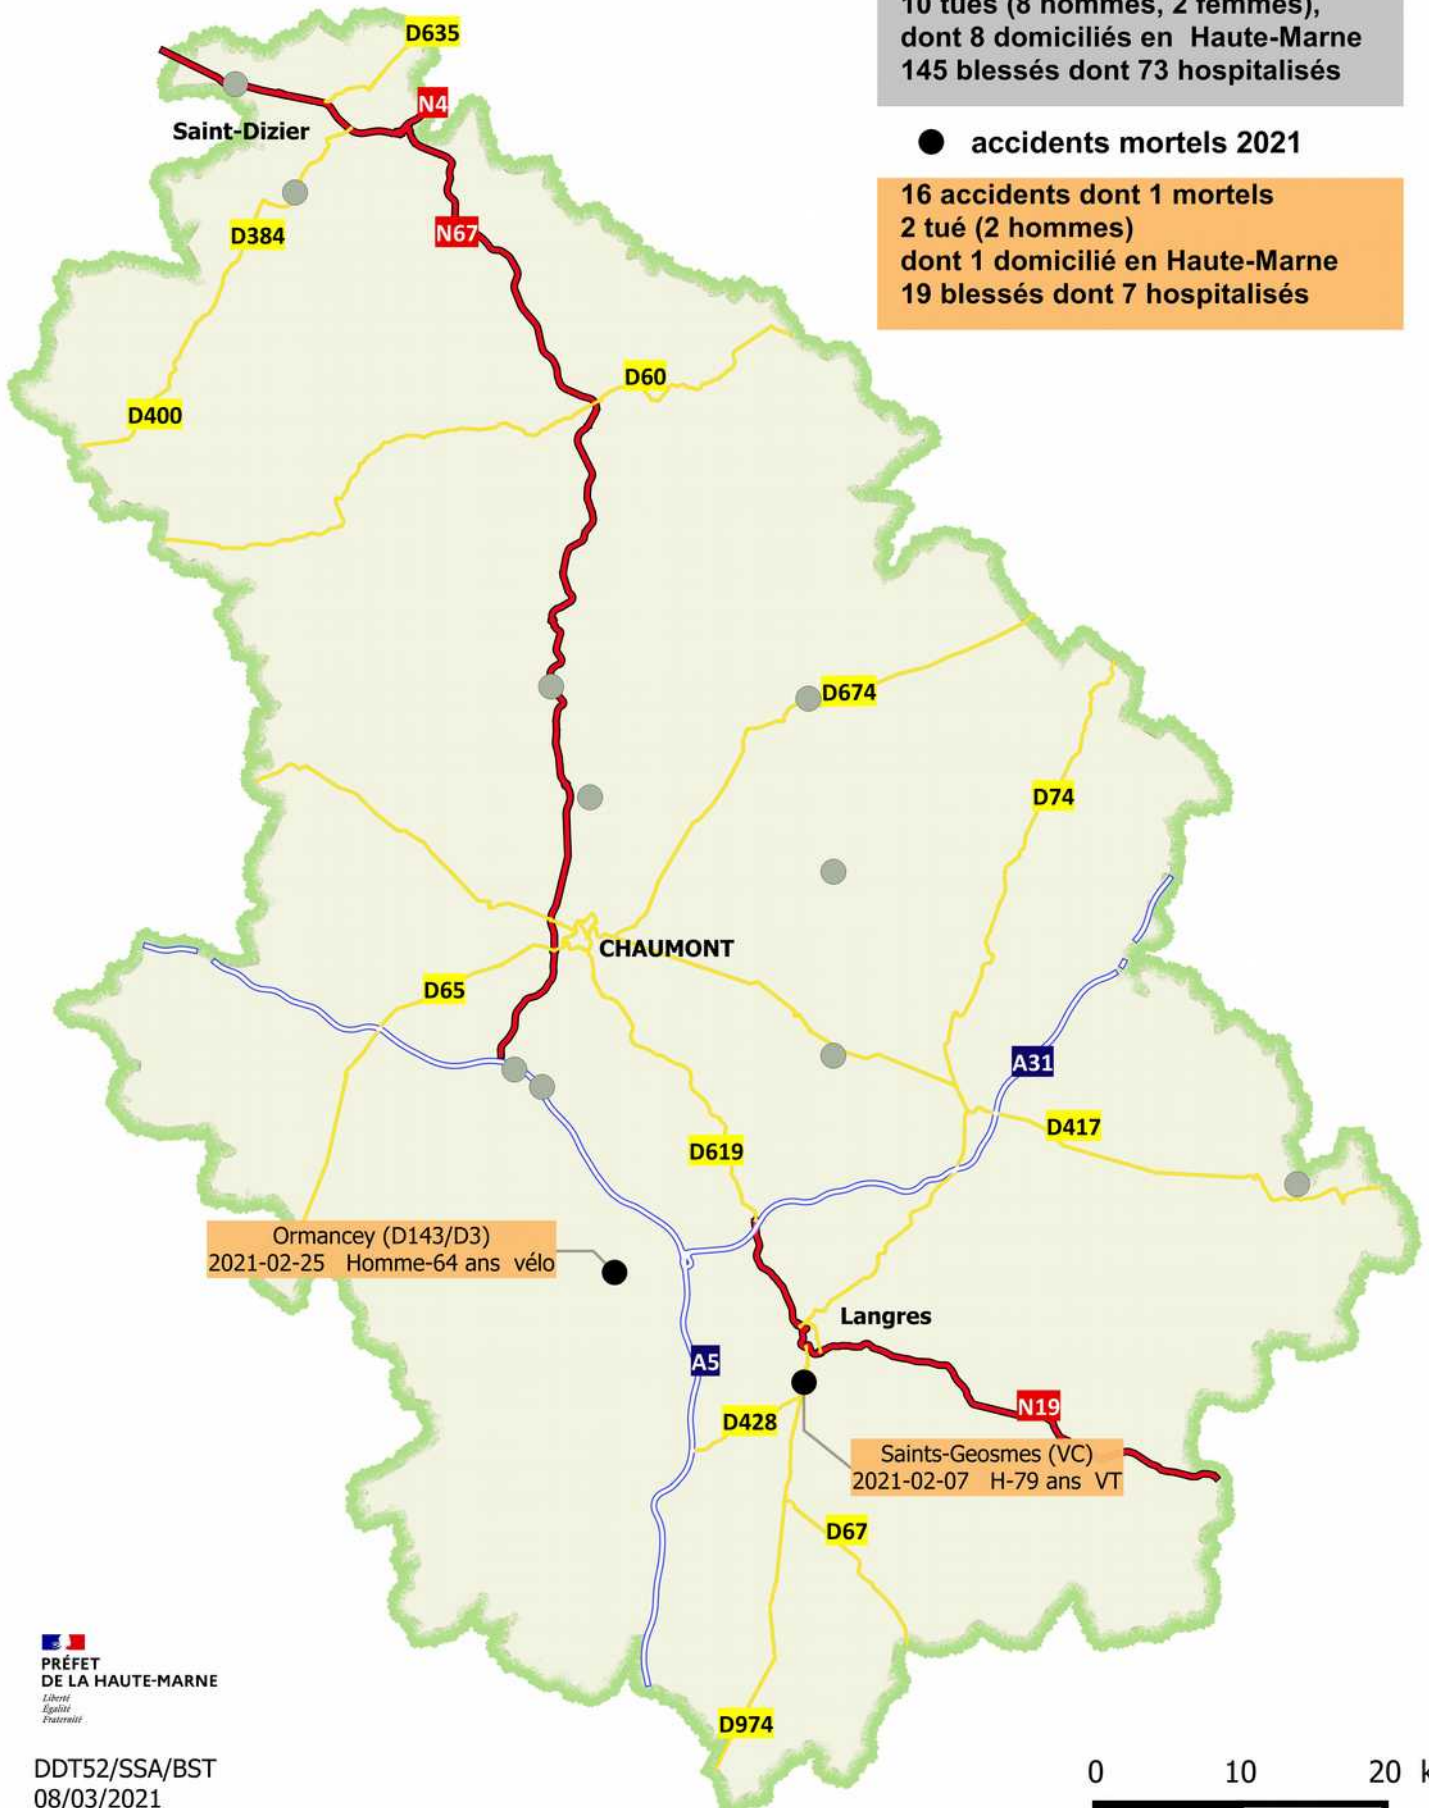 10 tués (8 hommes, 2 femmes),
dont 8 domiciliés en Haute-Marne
145 blessés dont 73 hospitalisés
accidents mortels 2021
16 accidents dont 1 mortels
2 tué (2 hommes)
dont 1 domicilié en Haute-Marne
19 blessés dont 7 hospitalisés
D635
N4
Saint-Dizier
D384
N67
D60
D400
D674
D74
CHAUMONT
D65
A31
D417
D619
Ormancey (D143/D3)
2021-02-25 Homme-64 ans vélo
Langres
A5
N19
D428
Saints-Geosmes (VC)
2021-02-07 H-79 ans VT
D67
D974
PRÉFET
DE LA HAUTE-MARNE
Liberté
Égalité
Fraternité
DDT52/SSA/BST
08/03/2021
0 10 20 k